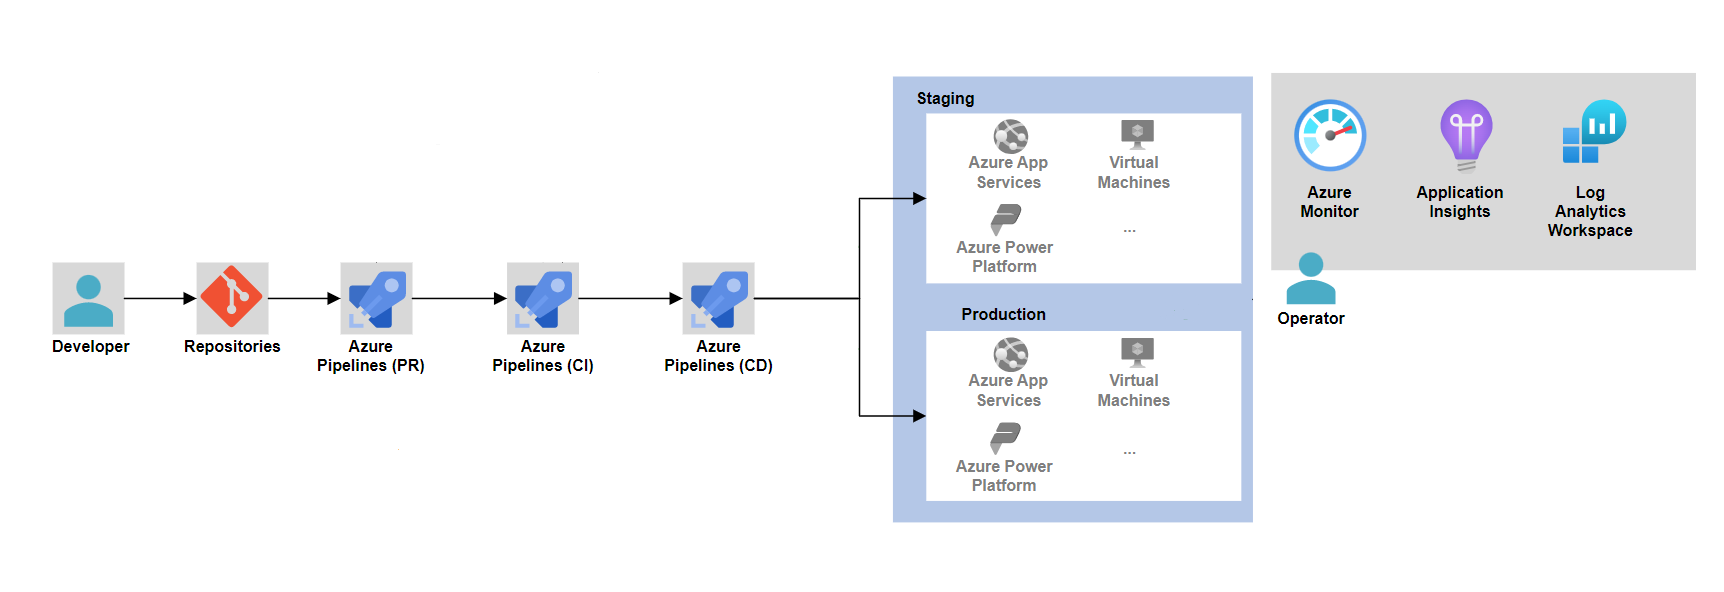 Developer
Repositories
Azure
Pipelines (PR)
Azure
Pipelines (CI)
Azure
Pipelines (CD)
Staging
Azure App
Services
Virtual
Machines
Azure Power
Platform
...
Production
Azure App
Services
Virtual
Machines
Azure Power
Platform
...
Azure
Monitor
Application
Insights
Log
Analytics
Workspace
Operator